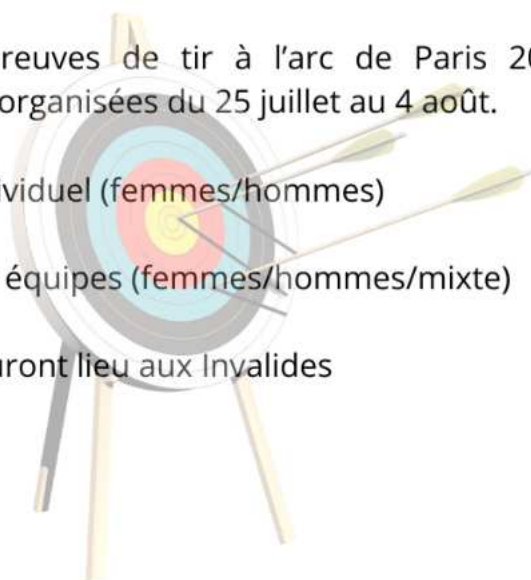 reuves de tir à l'arc de Paris 20
organisées du 25 juillet au 4 août.
ividuel (femmes/hommes)
équipes (femmes/hommes/mixte)
ront lieu aux Invalides